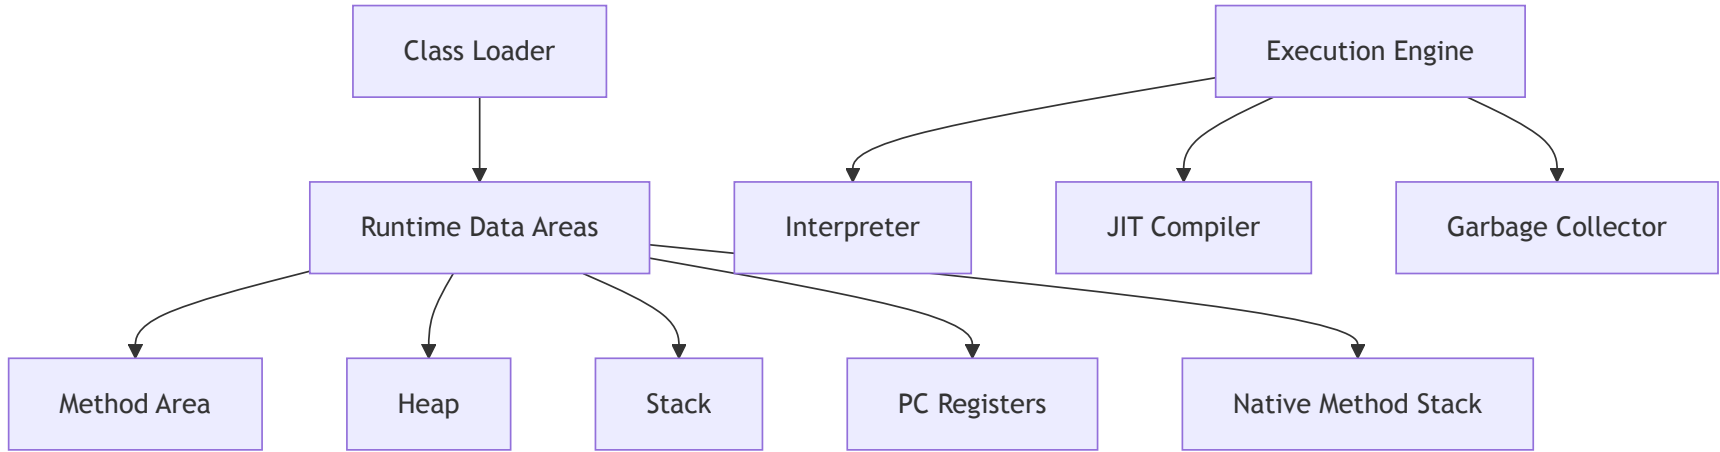 Class Loader
Execution Engine
Runtime Data Areas
Interpreter
JIT Compiler
Garbage Collector
Method Area
Heap
Stack
PC Registers
Native Method Stack